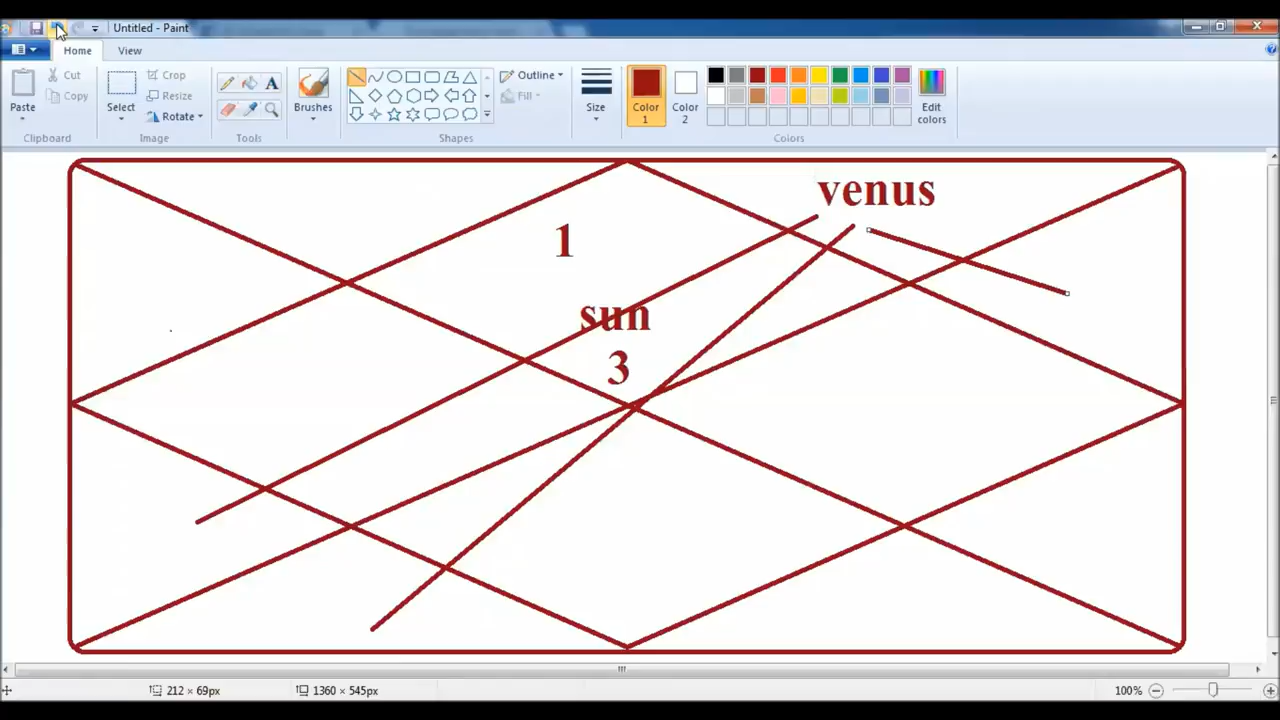 Untitled - Paint
Home
View
Paste
Cut
Copy
Clipboard
Select
Crop
Resize
Rotate
Image
Tools
Brushes
Shapes
Outline
Fill
Size
Color 1
Color 2
Edit colors
Colors
venus
1
sun
3
212 × 69px
1360 × 545px
100%